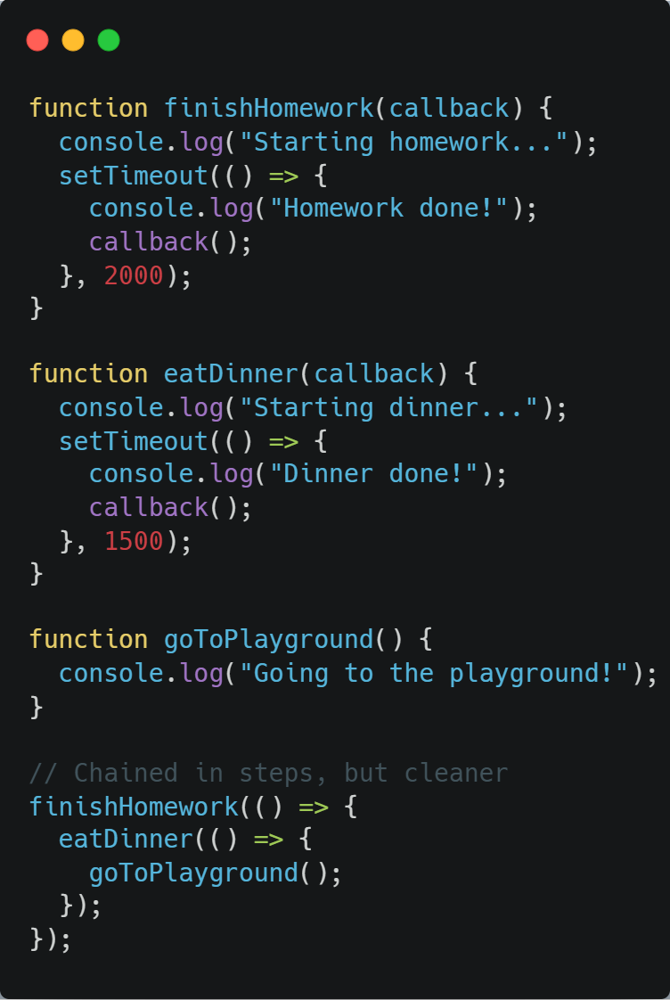 function finishHomework(callback) {
  console.log("Starting homework...");
  setTimeout(() => {
    console.log("Homework done!");
    callback();
  }, 2000);
}

function eatDinner(callback) {
  console.log("Starting dinner...");
  setTimeout(() => {
    console.log("Dinner done!");
    callback();
  }, 1500);
}

function goToPlayground() {
  console.log("Going to the playground!");
}

// Chained in steps, but cleaner
finishHomework(() => {
  eatDinner(() => {
    goToPlayground();
  });
});